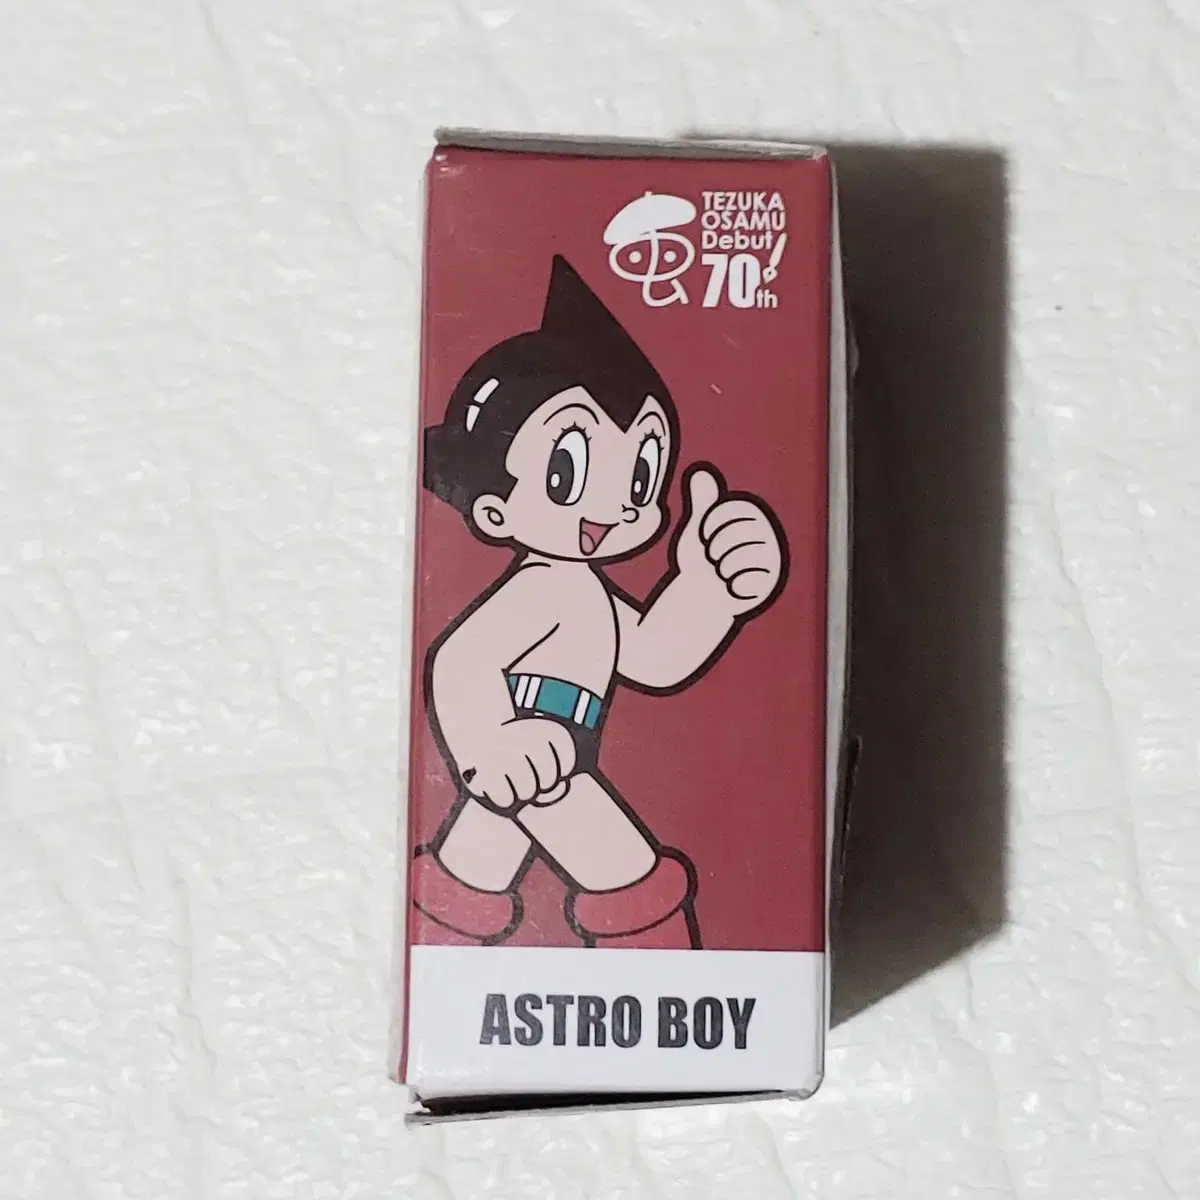 TEZUKA
OSAMU
Debut!
70th
ASTRO BOY